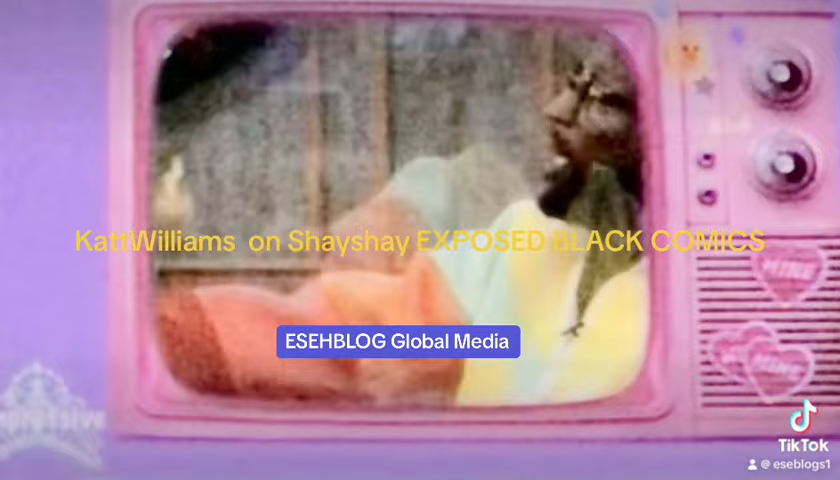 KattWilliams on Shayshay EXPOSED BLACK COMICS
ESEHBLOG Global Media
TikTok
@ eseblogs1